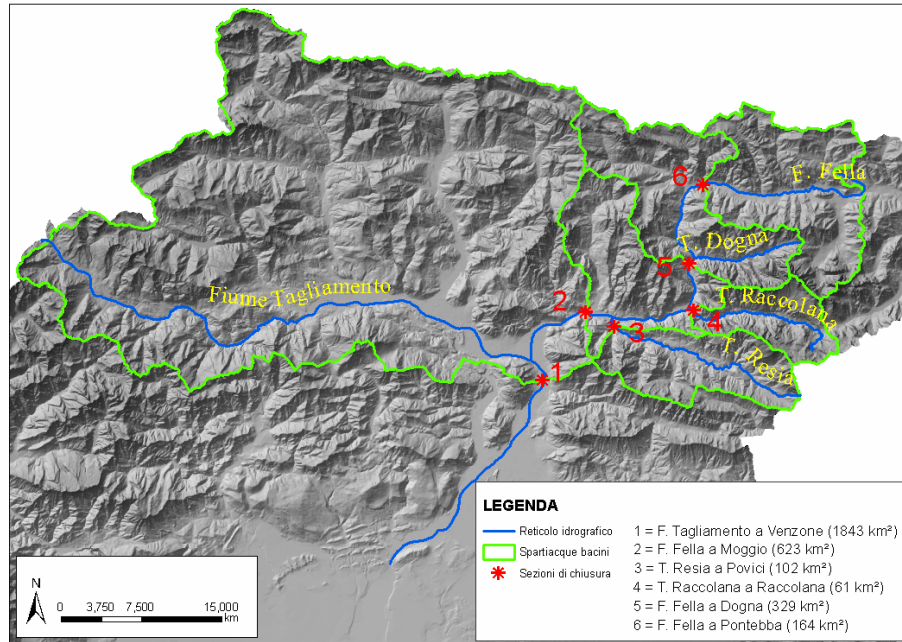 F. Fella
6
T. Dogna
5
Fiume Tagliamento
T. Raccolana
2
4
3
T. Resia
1
LEGENDA
Reticolo idrografico
Spartiacque bacini
Sezioni di chiusura
1 = F. Tagliamento a Venzone (1843 km²)
2 = F. Fella a Moggio (623 km²)
3 = T. Resia a Povici (102 km²)
4 = T. Raccolana a Raccolana (61 km²)
5 = F. Fella a Dogna (329 km²)
6 = F. Fella a Pontebba (164 km²)
N
0 3,750 7,500 15,000
km